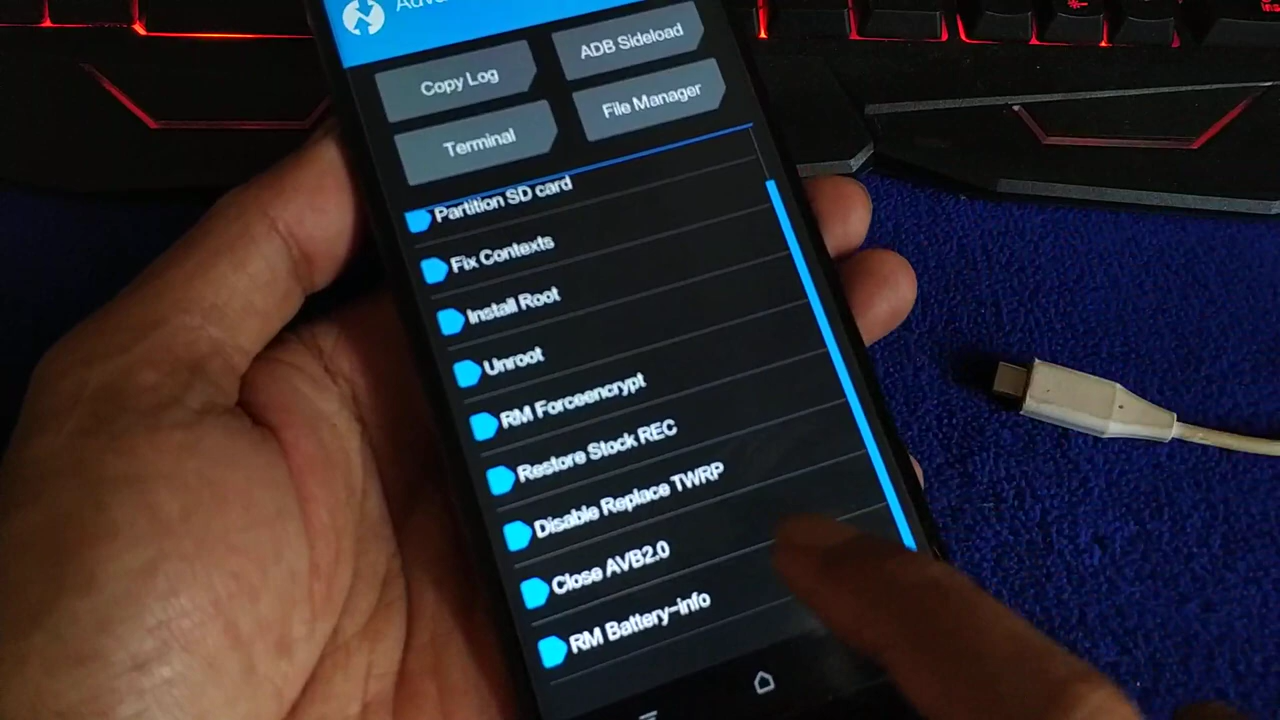 Copy Log
ADB Sideload
Terminal
File Manager
Partition SD card
Fix Contexts
Install Root
Unroot
RM Forceencrypt
Restore Stock REC
Disable Replace TWRP
Close AVB2.0
RM Battery-info